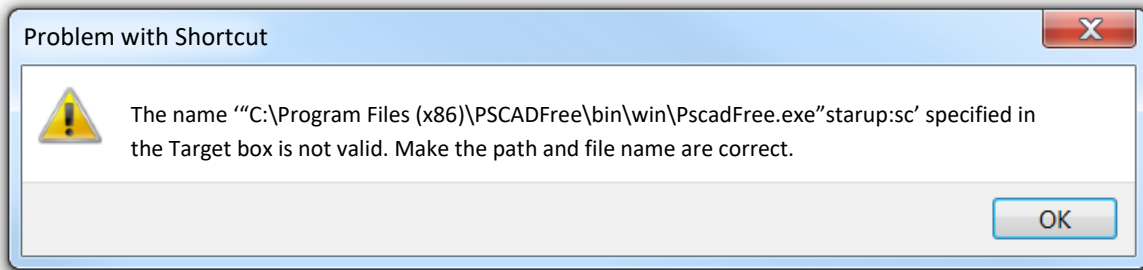 Problem with Shortcut
The name ‘“C:\Program Files (x86)\PSCADFree\bin\win\PscadFree.exe”starup:sc’ specified in
the Target box is not valid. Make the path and file name are correct.
OK